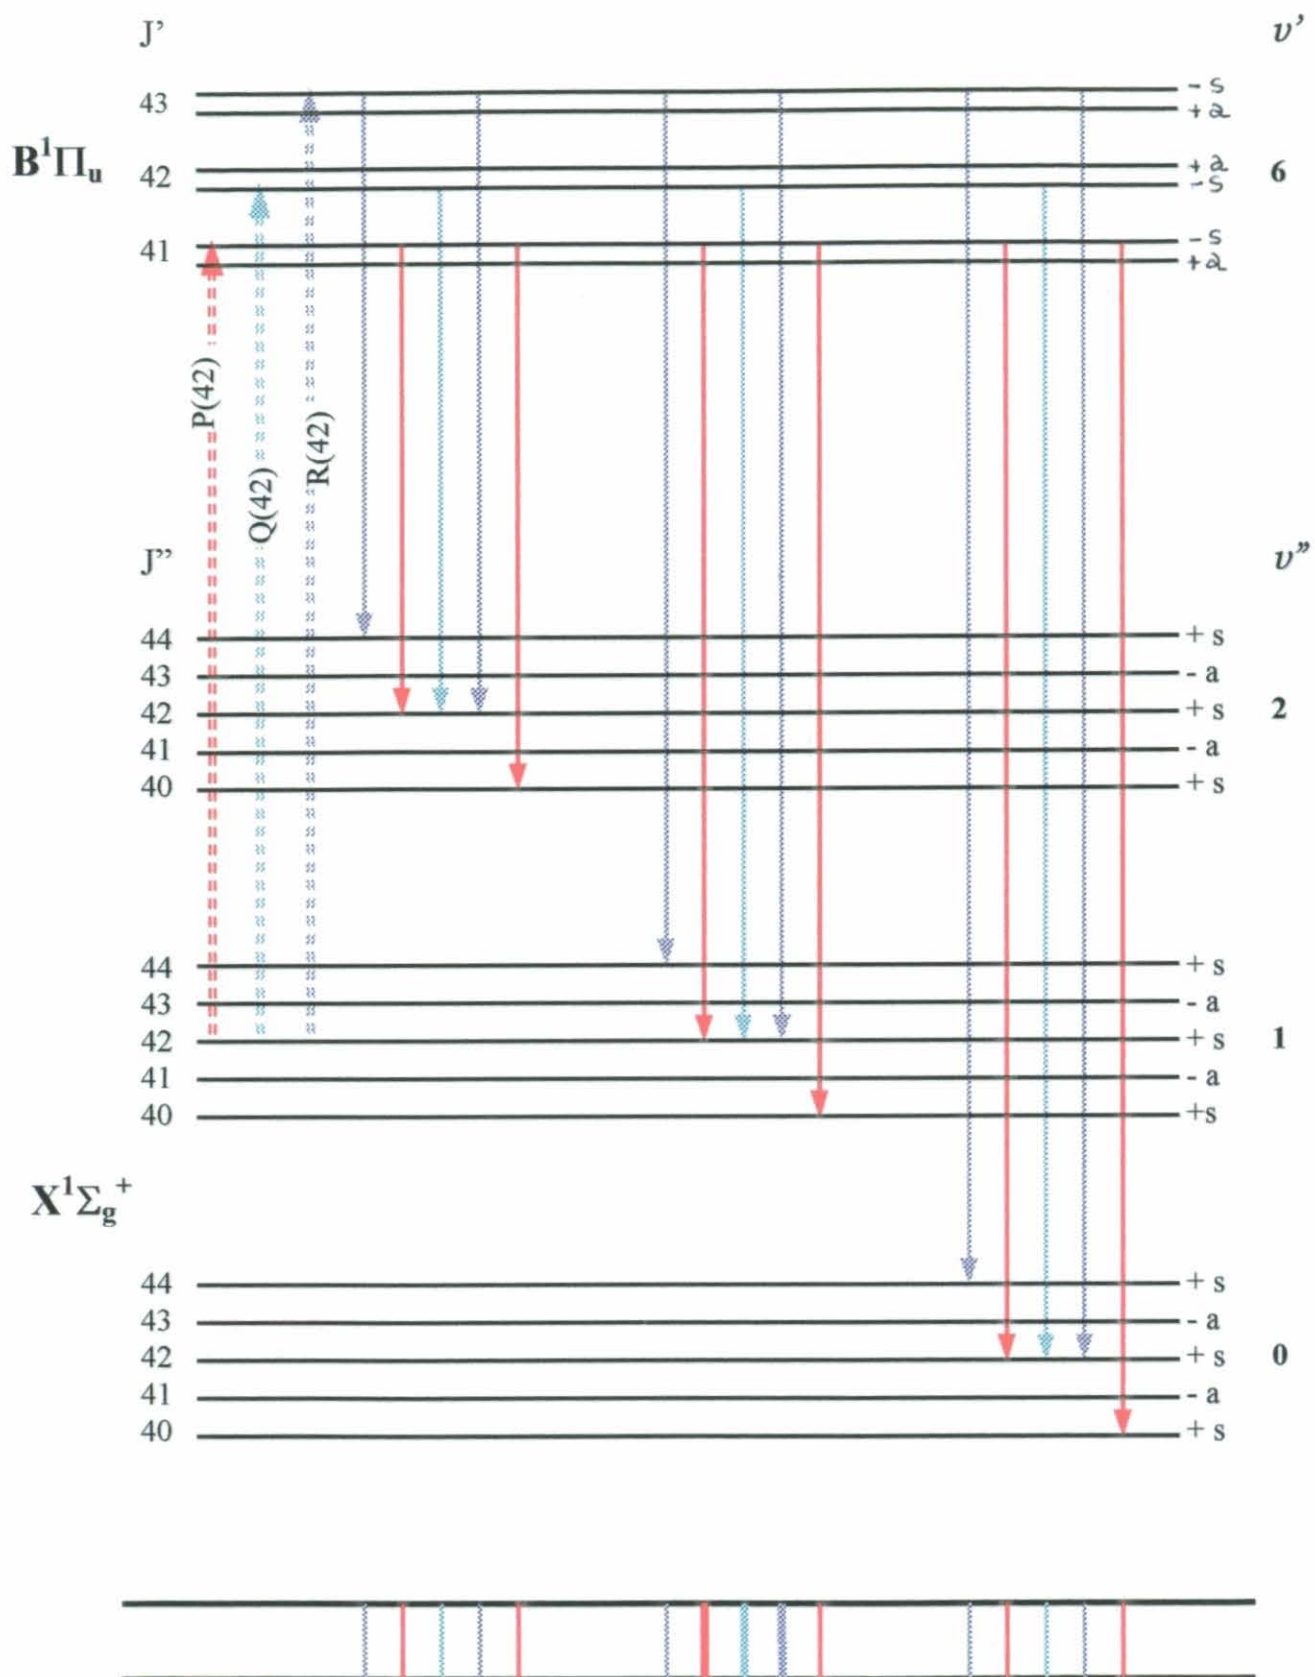 J’ υ’
43 - s
+ a
B¹Πᵤ 42 + a 6
- s
41 - s
+ a
P(42)
Q(42)
R(42)
J” υ”
44 + s
43 - a
42 + s 2
41 - a
40 + s
44 + s
43 - a
42 + s 1
41 - a
40 +s
X¹Σg⁺
44 + s
43 - a
42 + s 0
41 - a
40 + s